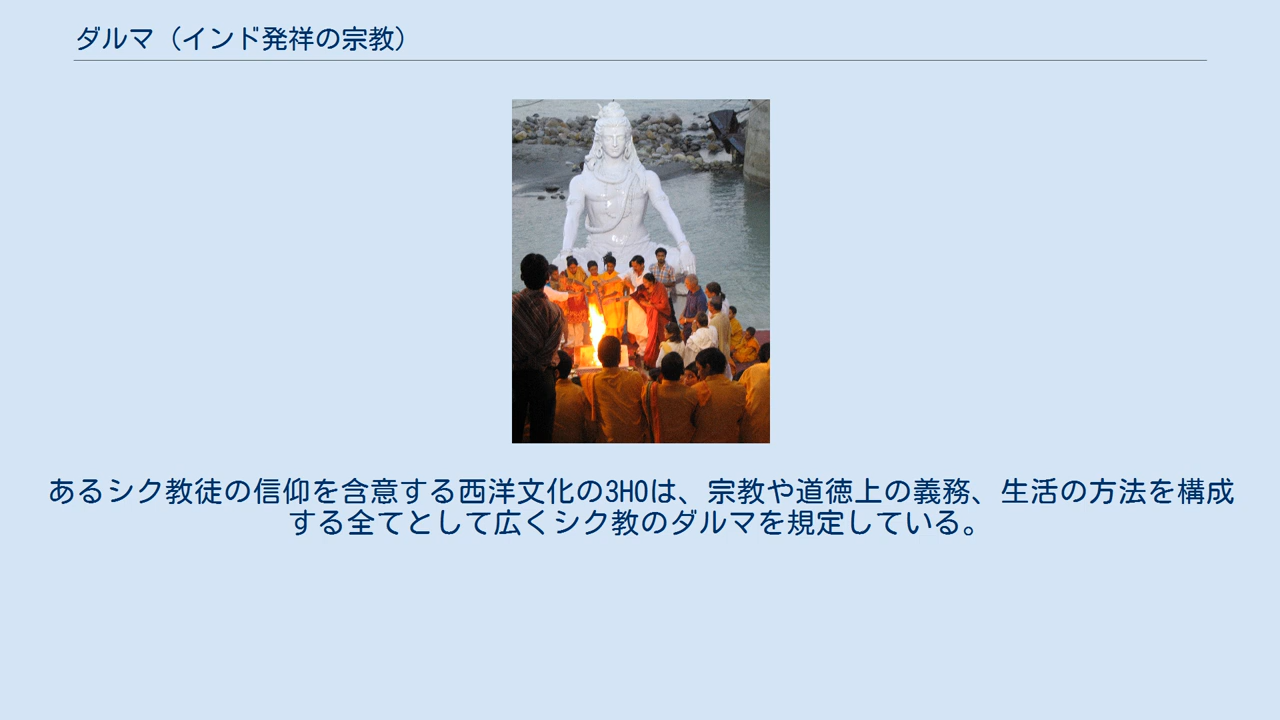 ダルマ（インド発祥の宗教）
あるシク教徒の信仰を含意する西洋文化の3HOは、宗教や道徳上の義務、生活の方法を構成
する全てとして広くシク教のダルマを規定している。